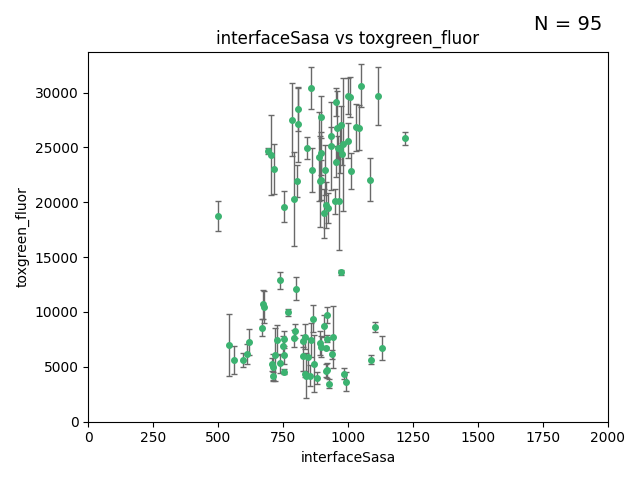 N = 95
interfaceSasa vs toxgreen_fluor
toxgreen_fluor
30000
25000
20000
15000
10000
5000
0
0 250 500 750 1000 1250 1500 1750 2000
interfaceSasa